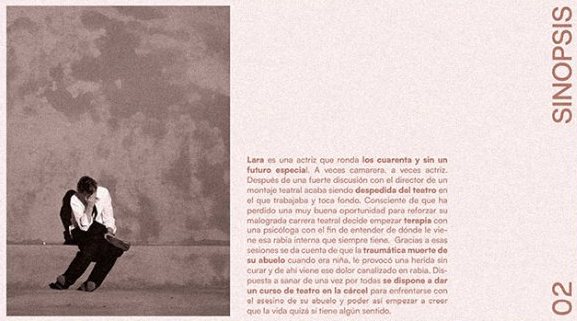 SINOPSIS
Lara es una actriz que ronda los cuarenta y sin un
futuro especial. A veces camarera, a veces actriz.
Después de una fuerte discusión con el director de un
montaje teatral acaba siendo despedida del teatro en
el que trabajaba y toca fondo. Consciente de que ha
perdido una muy buena oportunidad para reforzar su
malograda carrera teatral decide empezar terapia con
una psicóloga con el fin de entender de dónde le vie-
ne esa rabia interna que siempre tiene. Gracias a esas
sesiones se da cuenta de que la traumática muerte de
su abuelo cuando era niña, le provocó una herida sin
curar y de ahí viene ese dolor canalizado en rabia. Dis-
puesta a sanar de una vez por todas se dispone a dar
un curso de teatro en la cárcel para enfrentarse con
el asesino de su abuelo y poder así empezar a creer
que la vida quizá si tiene algún sentido.
02